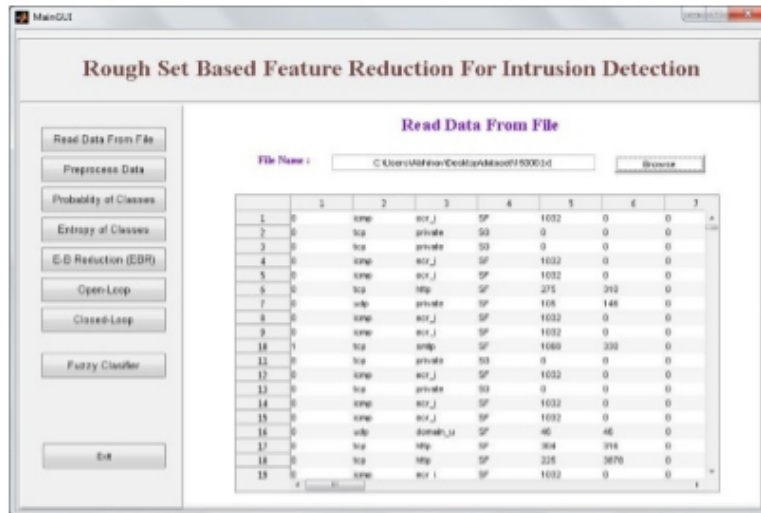 MainGUI
Rough Set Based Feature Reduction For Intrusion Detection
Read Data From File
Preprocess Data
Probablity of Classes
Entropy of Classes
E-B Reduction (EBR)
Open-Loop
Closed-Loop
Fuzzy Clasifier
Exit
Read Data From File
File Name : Browse
1 2 3 4 5 6 7
1 0 icmp ecr_i SF 1032 0 0
2 0 tcp private S0 0 0 0
3 0 tcp private S0 0 0 0
4 0 icmp ecr_i SF 1032 0 0
5 0 icmp ecr_i SF 1032 0 0
6 0 tcp http SF 275 310 0
7 0 udp private SF 105 146 0
8 0 icmp ecr_i SF 1032 0 0
9 0 icmp ecr_i SF 1032 0 0
10 1 tcp smtp SF 330 0
11 0 tcp private S0 0 0 0
12 0 icmp ecr_i SF 1032 0 0
13 0 tcp private S0 0 0 0
14 0 icmp ecr_i SF 1032 0 0
15 0 icmp ecr_i SF 1032 0 0
16 0 udp domain_u SF 46 46 0
17 0 tcp http SF 304 316 0
18 0 tcp http SF 225 0
19 0 icmp ecr_i SF 1032 0 0